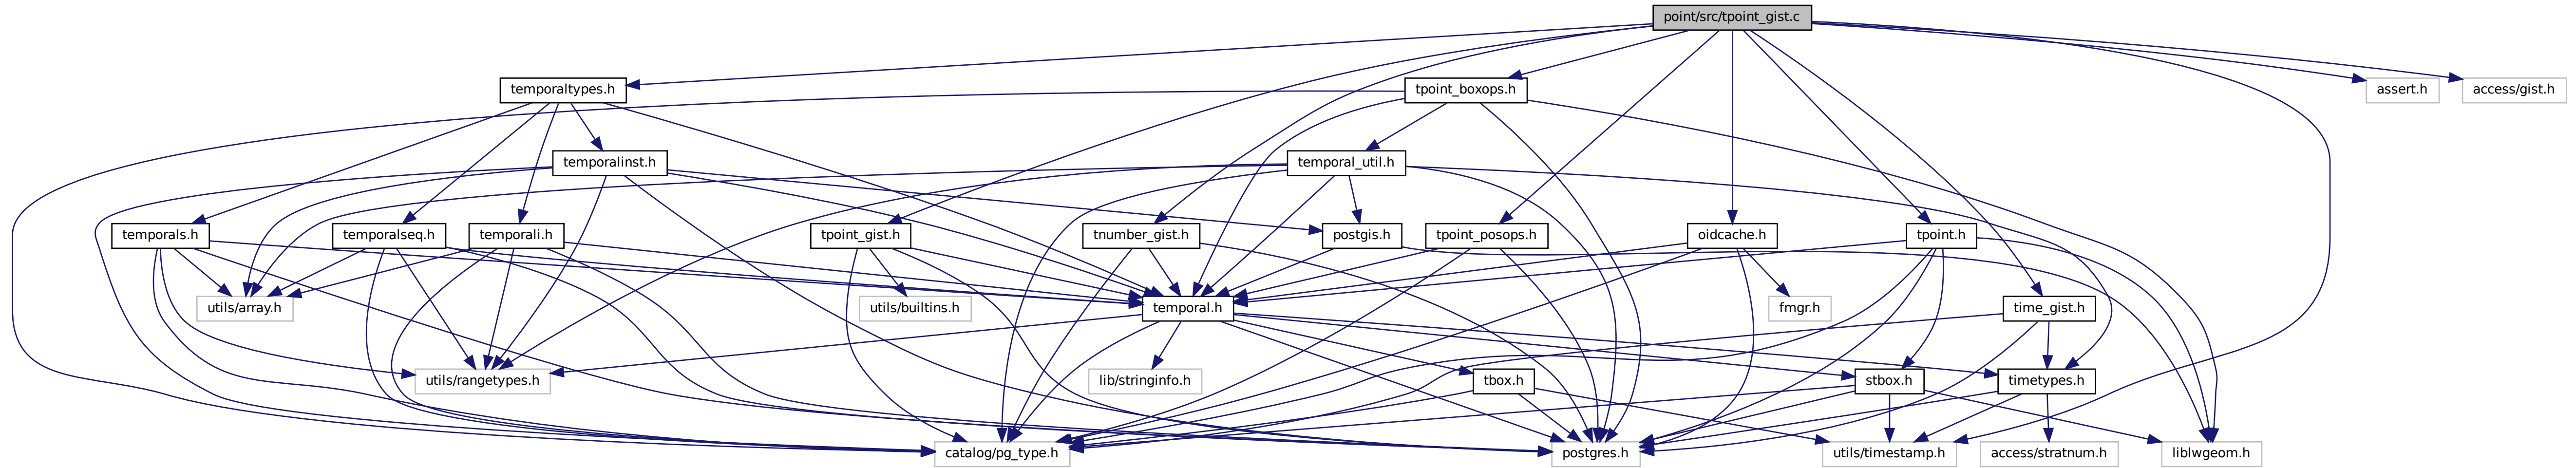 point/src/tpoint_gist.c
temporaltypes.h
tpoint_boxops.h
assert.h
access/gist.h
temporalinst.h
temporal_util.h
temporals.h
temporalseq.h
temporali.h
tpoint_gist.h
tnumber_gist.h
postgis.h
tpoint_posops.h
oidcache.h
tpoint.h
utils/array.h
utils/builtins.h
temporal.h
fmgr.h
time_gist.h
utils/rangetypes.h
lib/stringinfo.h
tbox.h
stbox.h
timetypes.h
catalog/pg_type.h
postgres.h
utils/timestamp.h
access/stratnum.h
liblwgeom.h